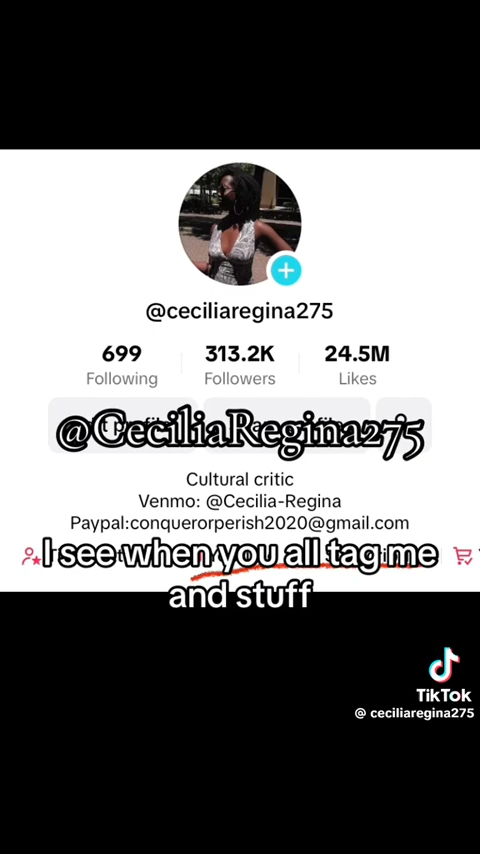 @ceciliaregina275
699
313.2K
24.5M
Following
Followers
Likes
@CeciliaRegina275
Cultural critic
Venmo: @Cecilia-Regina
Paypal:conquerorperish2020@gmail.com
I see when you all tag me
and stuff
TikTok
@ ceciliaregina275